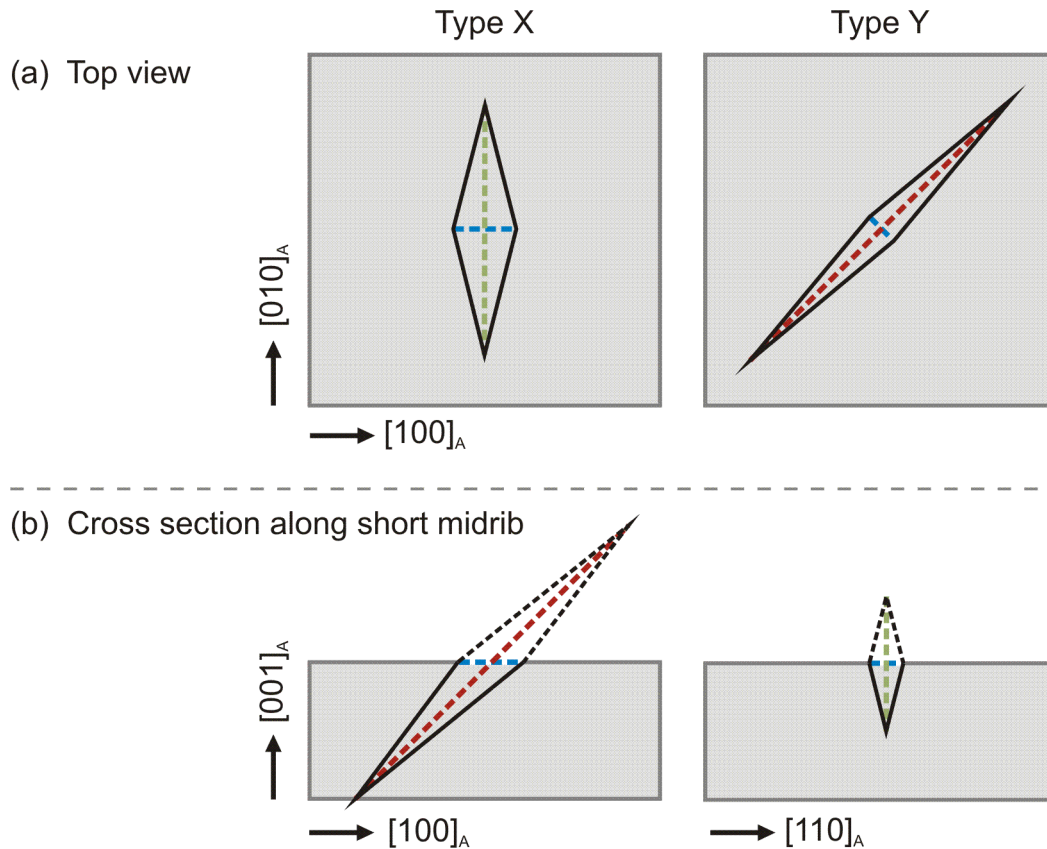 Type X
Type Y
(a) Top view
[010]A
[100]A
(b) Cross section along short midrib
[001]A
[100]A
[110]A